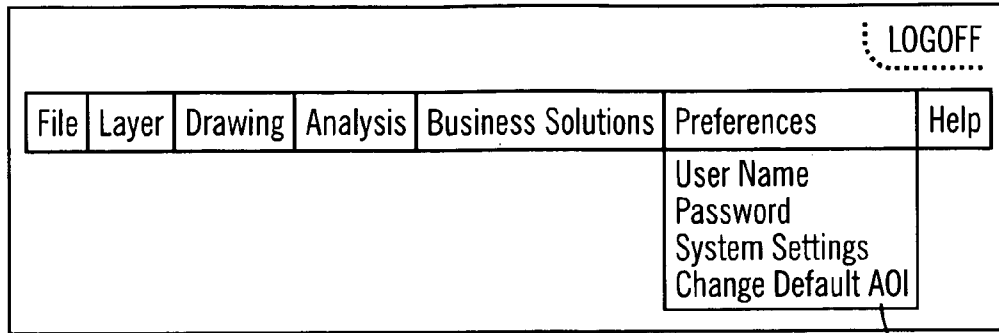 LOGOFF
File Layer Drawing Analysis Business Solutions Preferences Help
User Name
Password
System Settings
Change Default AOI